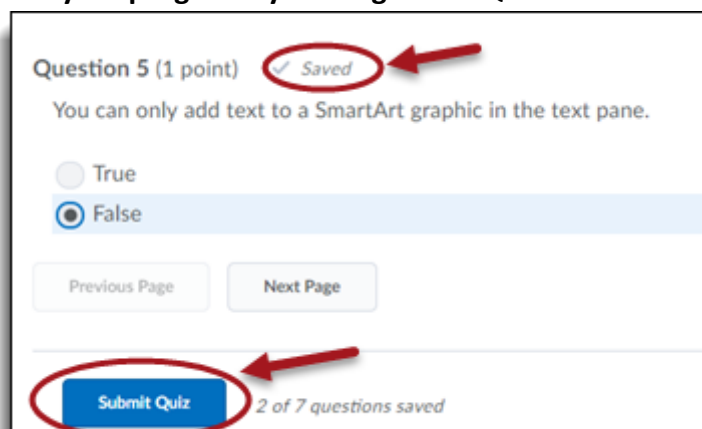 Question 5 (1 point) ✓ Saved
You can only add text to a SmartArt graphic in the text pane.
True
False
Previous Page Next Page
Submit Quiz 2 of 7 questions saved